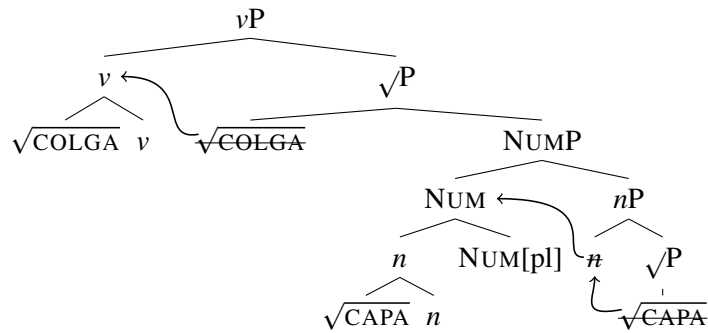 vP
v √P
√COLGA v √COLGA NUMP
NUM nP
n NUM[pl] n √P
√CAPA n √CAPA